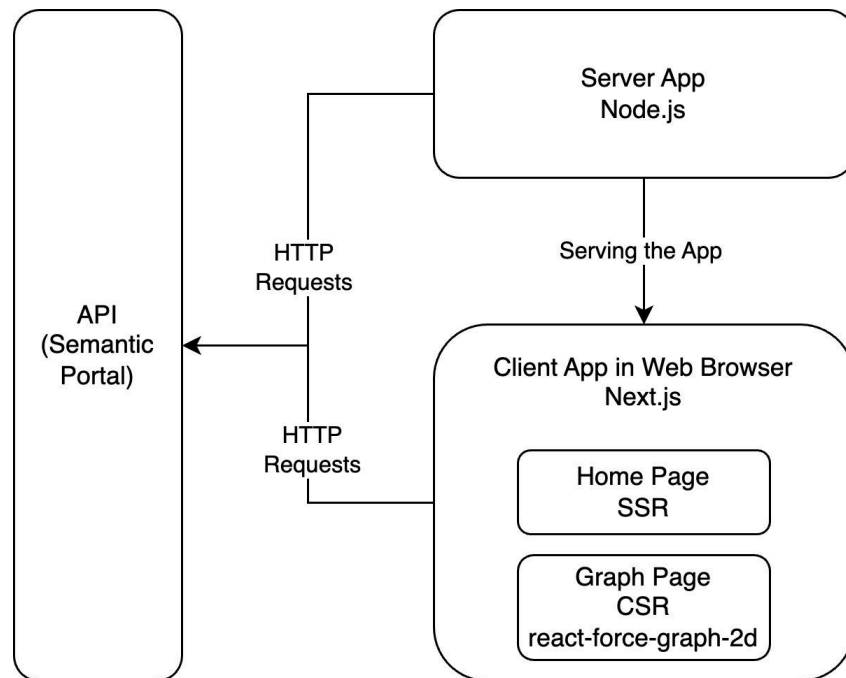 Server App
Node.js
HTTP
Requests
Serving the App
API
(Semantic
Portal)
Client App in Web Browser
Next.js
HTTP
Requests
Home Page
SSR
Graph Page
CSR
react-force-graph-2d